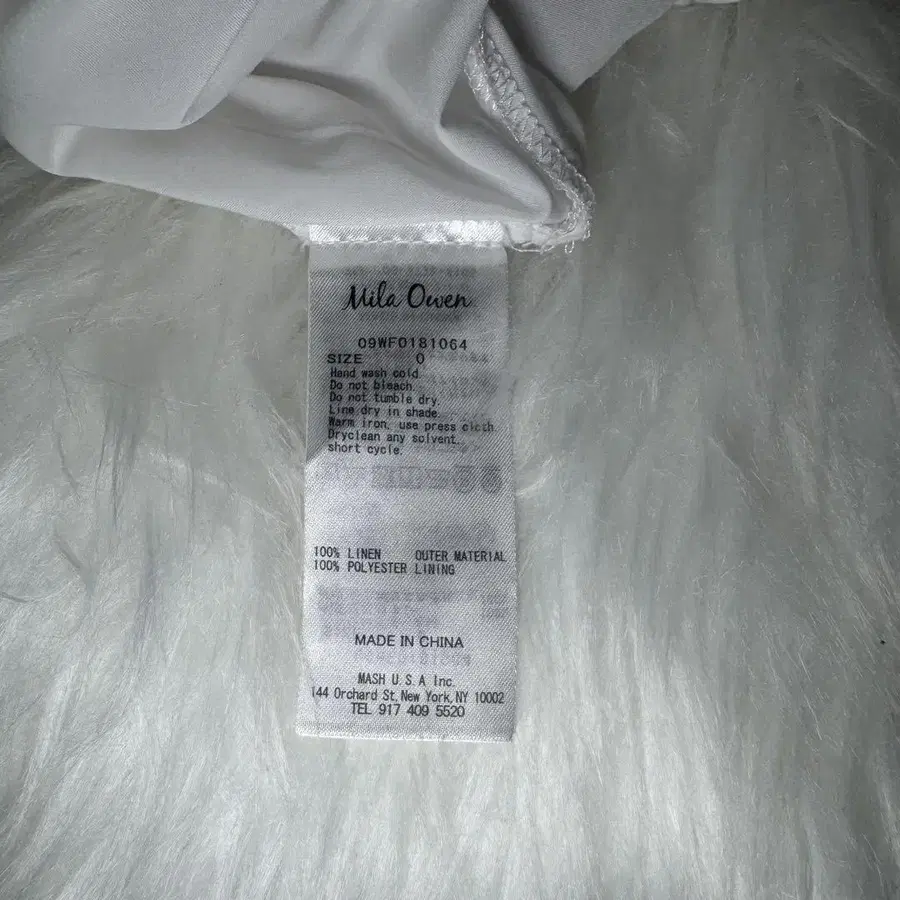 Mila Owen
09WF0181064
SIZE 0
Hand wash cold.
Do not bleach.
Do not tumble dry.
Line dry in shade.
Warm iron, use press cloth.
Dryclean any solvent.
short cycle.
100% LINEN OUTER MATERIAL
100% POLYESTER LINING
MADE IN CHINA
MASH U.S.A Inc.
144 Orchard St, New York, NY 10002
TEL 917 409 5520